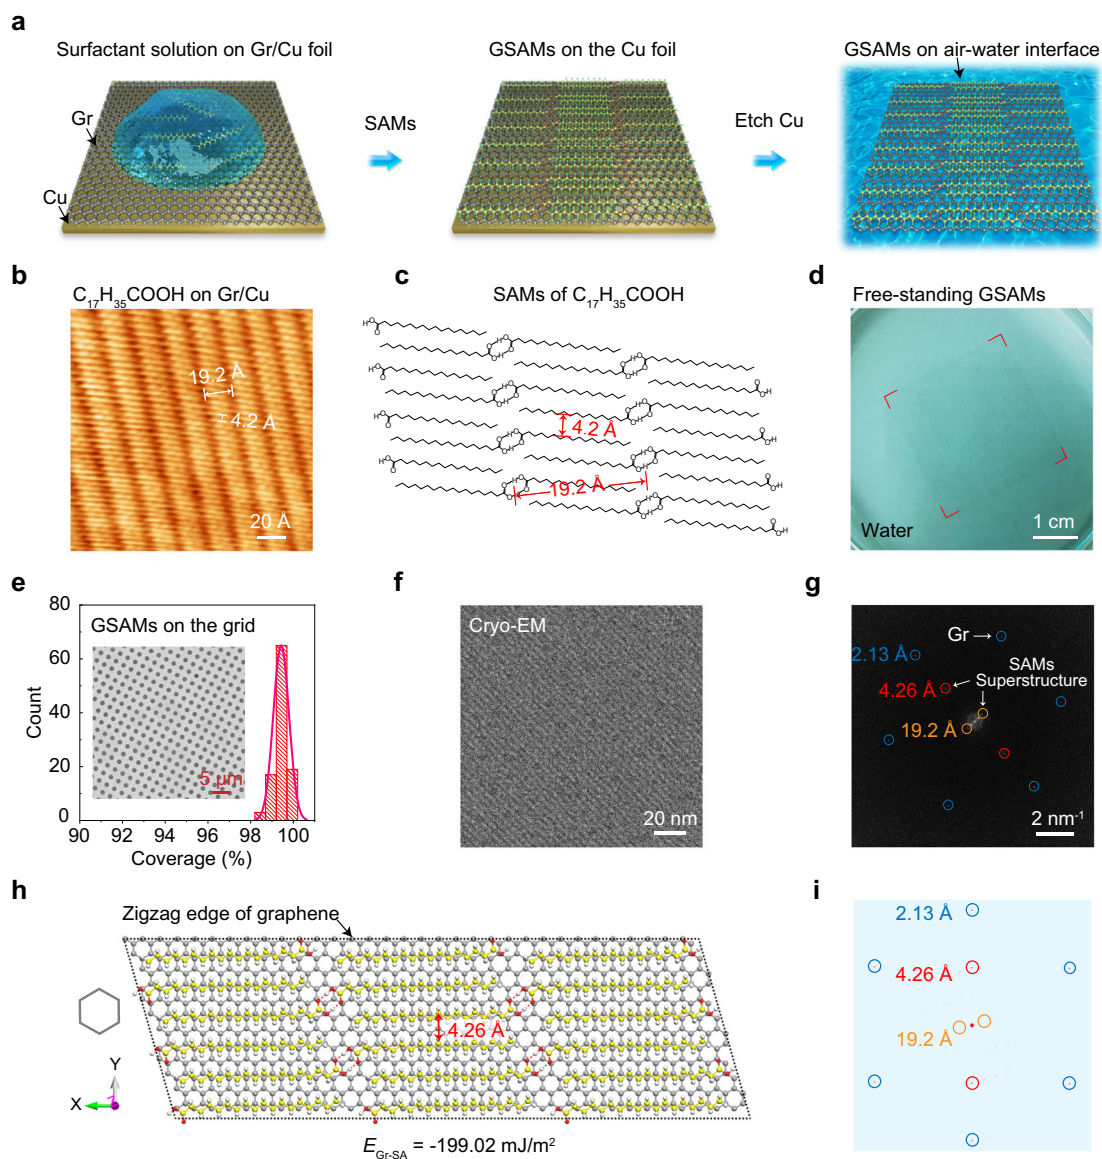 a
Surfactant solution on Gr/Cu foil
GSAMs on the Cu foil
GSAMs on air-water interface
Gr
Cu
SAMs
Etch Cu
b
C₁₇H₃₅COOH on Gr/Cu
19.2 Å
4.2 Å
20 Å
c
SAMs of C₁₇H₃₅COOH
4.2 Å
19.2 Å
d
Free-standing GSAMs
Water
1 cm
e
80
60
40
20
0
Count
GSAMs on the grid
5 μm
90 92 94 96 98 100
Coverage (%)
f
Cryo-EM
20 nm
g
Gr
2.13 Å
SAMs
Superstructure
4.26 Å
19.2 Å
2 nm⁻¹
h
Zigzag edge of graphene
4.26 Å
Y
X
E_Gr-SA = -199.02 mJ/m²
i
2.13 Å
4.26 Å
19.2 Å